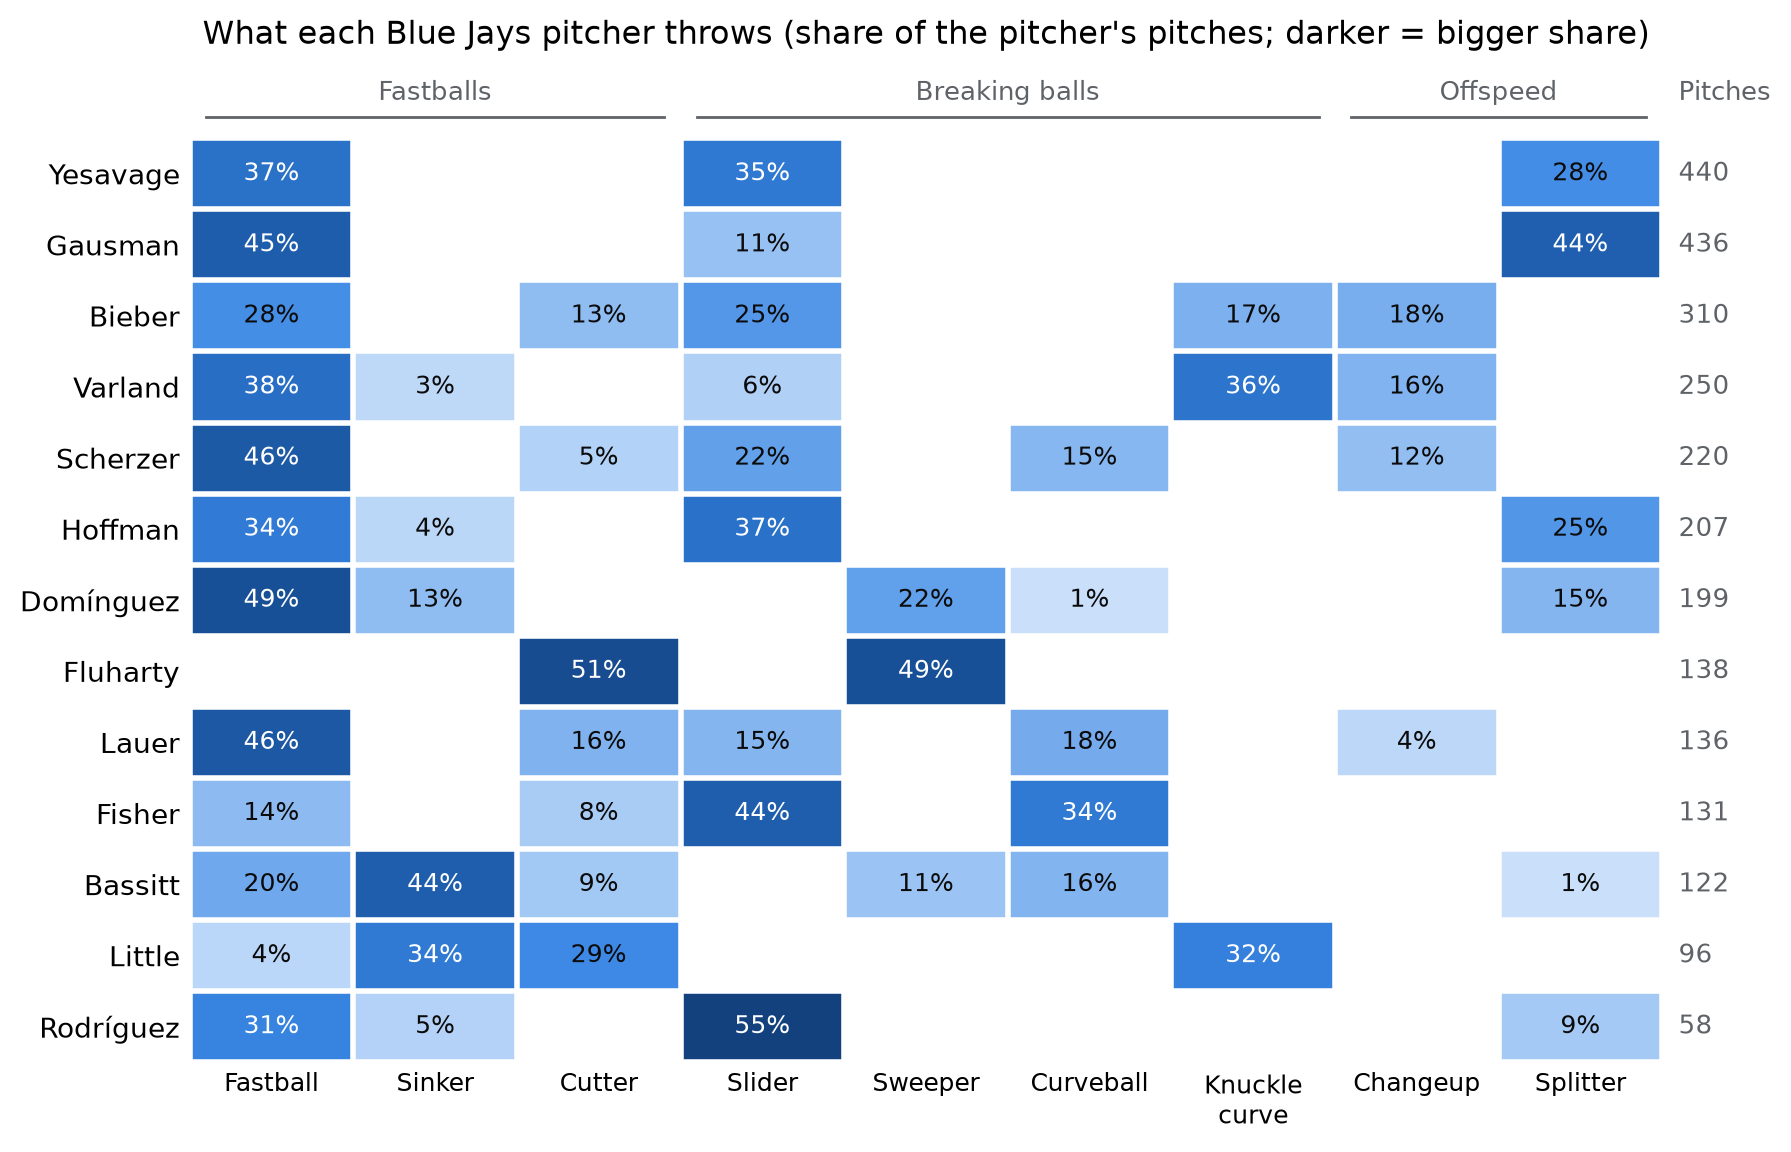 What each Blue Jays pitcher throws (share of the pitcher's pitches; darker = bigger share)
Fastballs Breaking balls Offspeed Pitches
Yesavage 37% 35% 28% 440
Gausman 45% 11% 44% 436
Bieber 28% 13% 25% 17% 18% 310
Varland 38% 3% 6% 36% 16% 250
Scherzer 46% 5% 22% 15% 12% 220
Hoffman 34% 4% 37% 25% 207
Domínguez 49% 13% 22% 1% 15% 199
Fluharty 51% 49% 138
Lauer 46% 16% 15% 18% 4% 136
Fisher 14% 8% 44% 34% 131
Bassitt 20% 44% 9% 11% 16% 1% 122
Little 4% 34% 29% 32% 96
Rodríguez 31% 5% 55% 9% 58
Fastball Sinker Cutter Slider Sweeper Curveball Knuckle Changeup Splitter
curve